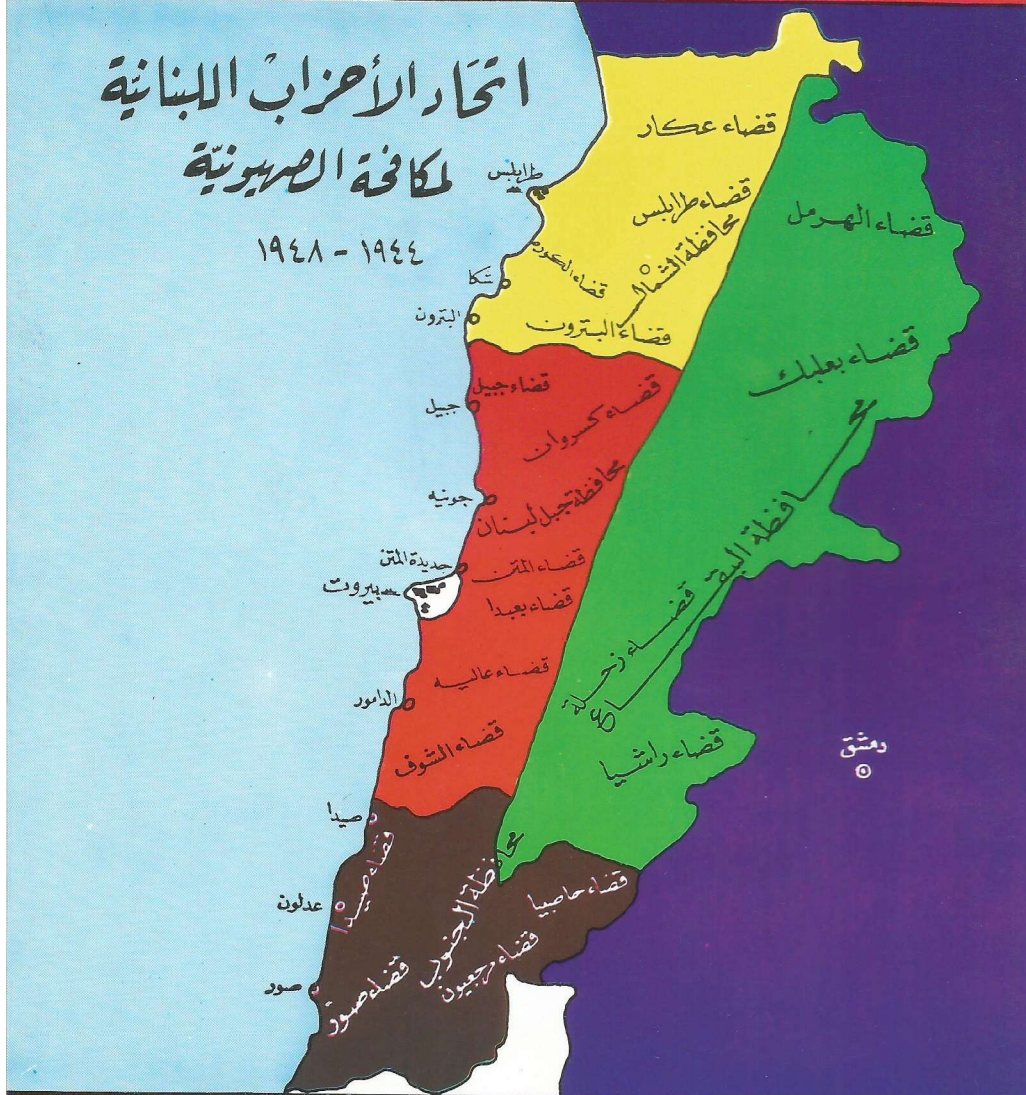 اتحاد الأحزاب اللبنانية
لمكافحة الصهيونية
١٩٤٤ - ١٩٤٨
قضاء عكار
طرابلس
قضاء طرابلس
محافظة الشمال
قضاء الهرمل
قضاء الكوره
شكا
البترون
قضاء البترون
قضاء بعلبك
قضاء جبيل
جبيل
قضاء كسروان
محافظة البقاع
جونيه
محافظة جبل لبنان
جديدة المتن
قضاء المتن
بيروت
قضاء بعبدا
قضاء زحلة
قضاء عاليه
الدامور
قضاء الشوف
قضاء راشيا
دمشق
صيدا
قضاء صيدا
محافظة الجنوب
قضاء حاصبيا
عدلون
قضاء مرجعيون
صور
قضاء صور